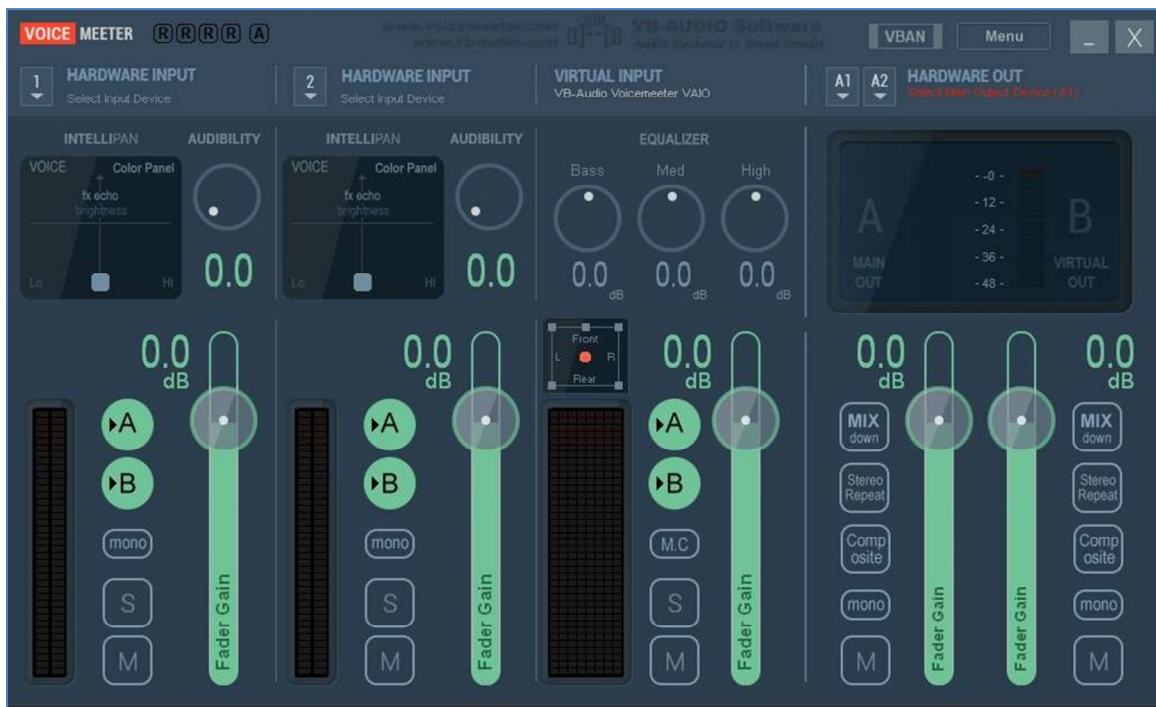 VOICE MEETER R R R R A
www.voicemeeter.com
www.vb-audio.com
VB-AUDIO Software
Audio Mechanic & Sound Breeder
VBAN
Menu
_ X
1 HARDWARE INPUT
Select Input Device
2 HARDWARE INPUT
Select Input Device
VIRTUAL INPUT
VB-Audio Voicemeeter VAIO
A1 A2 HARDWARE OUT
Select Main Output Device (A1)
INTELLIPAN AUDIBILITY
VOICE Color Panel
fx echo
brightness
Lo Hi
0.0
INTELLIPAN AUDIBILITY
VOICE Color Panel
fx echo
brightness
Lo Hi
0.0
EQUALIZER
Bass Med High
0.0 0.0 0.0
dB dB dB
A
MAIN
OUT
--0 -
-12 -
-24 -
-36 -
-48 -
B
VIRTUAL
OUT
0.0
dB
A
B
mono
S
M
Fader Gain
0.0
dB
A
B
mono
S
M
Fader Gain
Front
L R
Rear
0.0
dB
A
B
M.C
S
M
Fader Gain
0.0
dB
MIX
down
Stereo
Repeat
Comp
osite
mono
M
Fader Gain
Fader Gain
0.0
dB
MIX
down
Stereo
Repeat
Comp
osite
mono
M